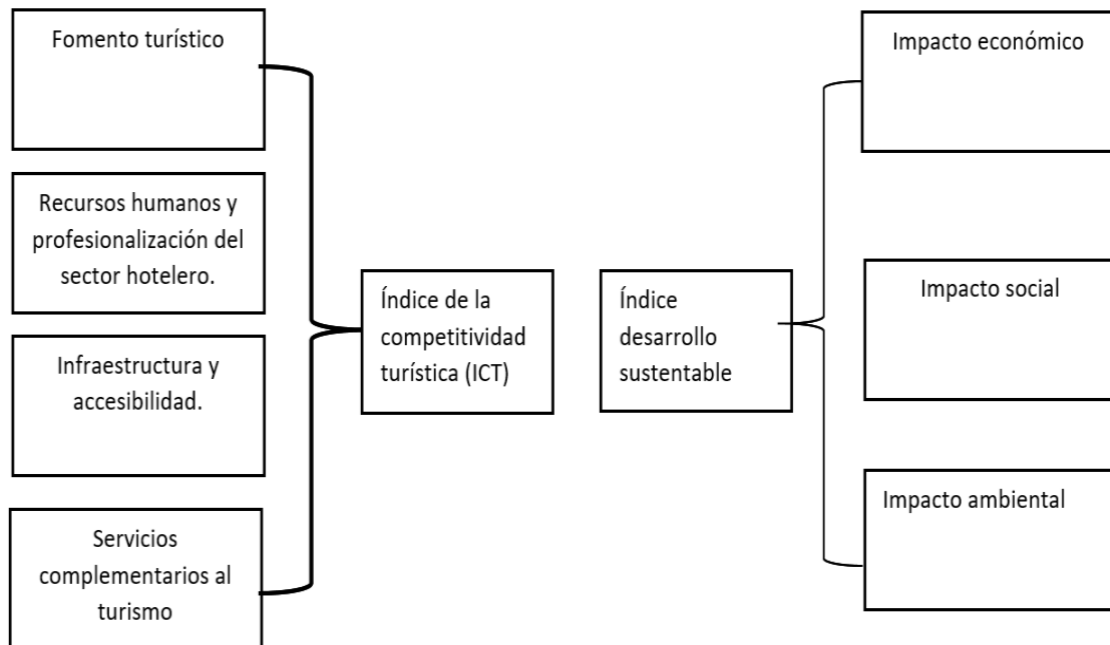 Fomento turístico
Recursos humanos y
profesionalización del
sector hotelero.
Infraestructura y
accesibilidad.
Servicios
complementarios al
turismo
Índice de la
competitividad
turística (ICT)
Índice
desarrollo
sustentable
Impacto económico
Impacto social
Impacto ambiental